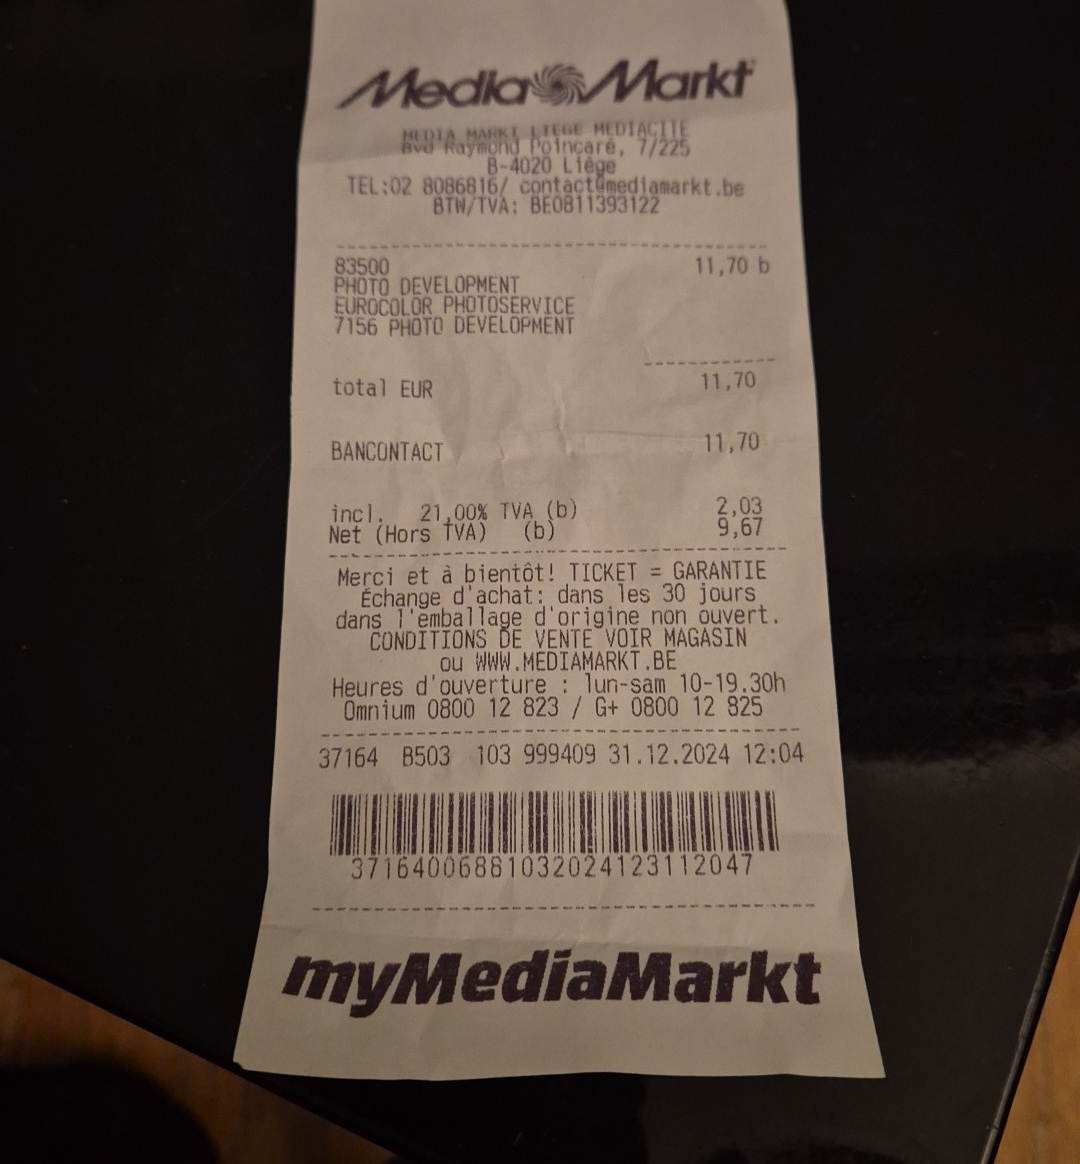 Media Markt
MEDIA MARKT LIEGE MEDIACITE
Bvd Raymond Poincaré, 7/225
B-4020 Liège
TEL:02 8086816/ contact@mediamarkt.be
BTW/TVA: BE0811393122
83500 11,70 b
PHOTO DEVELOPMENT
EUROCOLOR PHOTOSERVICE
7156 PHOTO DEVELOPMENT
total EUR 11,70
BANCONTACT 11,70
incl. 21,00% TVA (b) 2,03
Net (Hors TVA) (b) 9,67
Merci et à bientôt! TICKET = GARANTIE
Échange d'achat: dans les 30 jours
dans l'emballage d'origine non ouvert.
CONDITIONS DE VENTE VOIR MAGASIN
ou WWW.MEDIAMARKT.BE
Heures d'ouverture : lun-sam 10-19.30h
Omnium 0800 12 823 / G+ 0800 12 825
37164 B503 103 999409 31.12.2024 12:04
37164006881032024123112047
myMediaMarkt